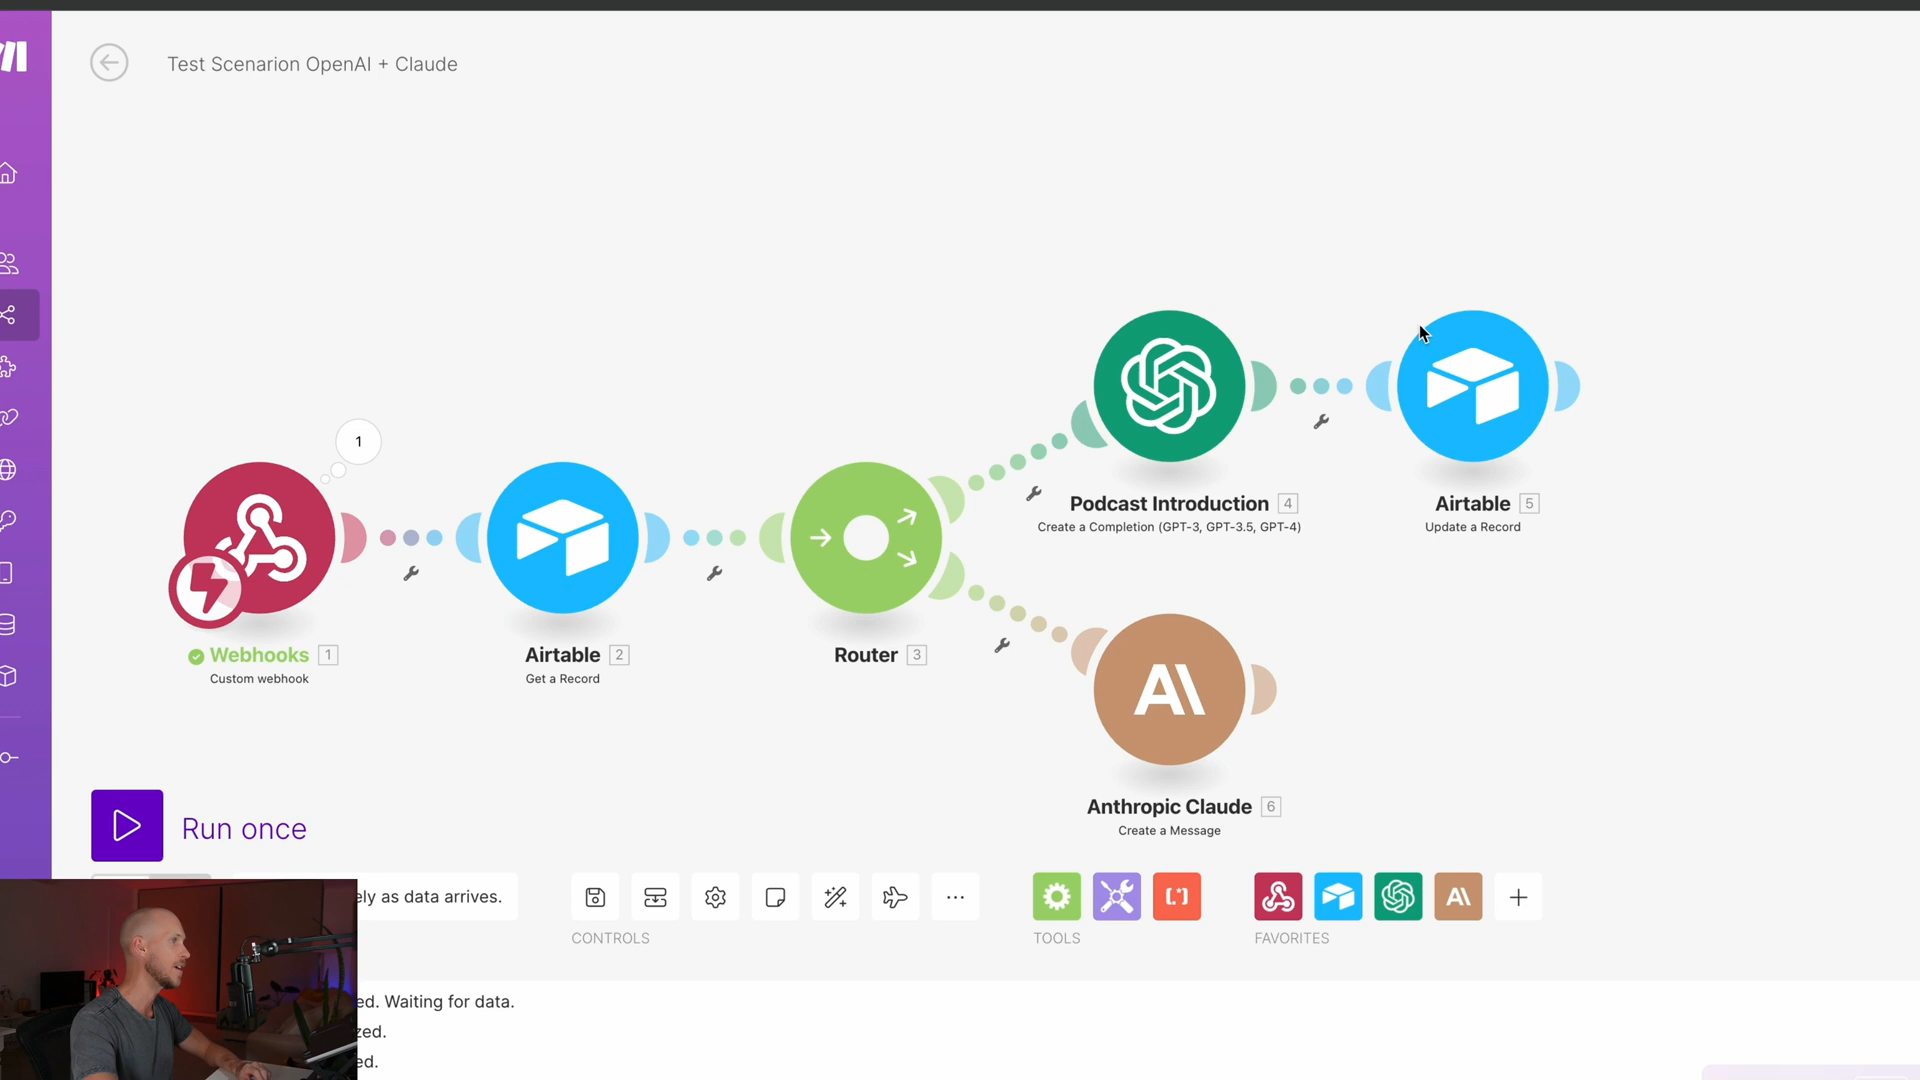 Test Scenarion OpenAI + Claude
1
Podcast Introduction 4
Create a Completion (GPT-3, GPT-3.5, GPT-4)
Airtable 5
Update a Record
Webhooks 1
Custom webhook
Airtable 2
Get a Record
Router 3
Anthropic Claude 6
Create a Message
Run once
ely as data arrives.
CONTROLS
TOOLS
FAVORITES
ed. Waiting for data.
zed.
ed.